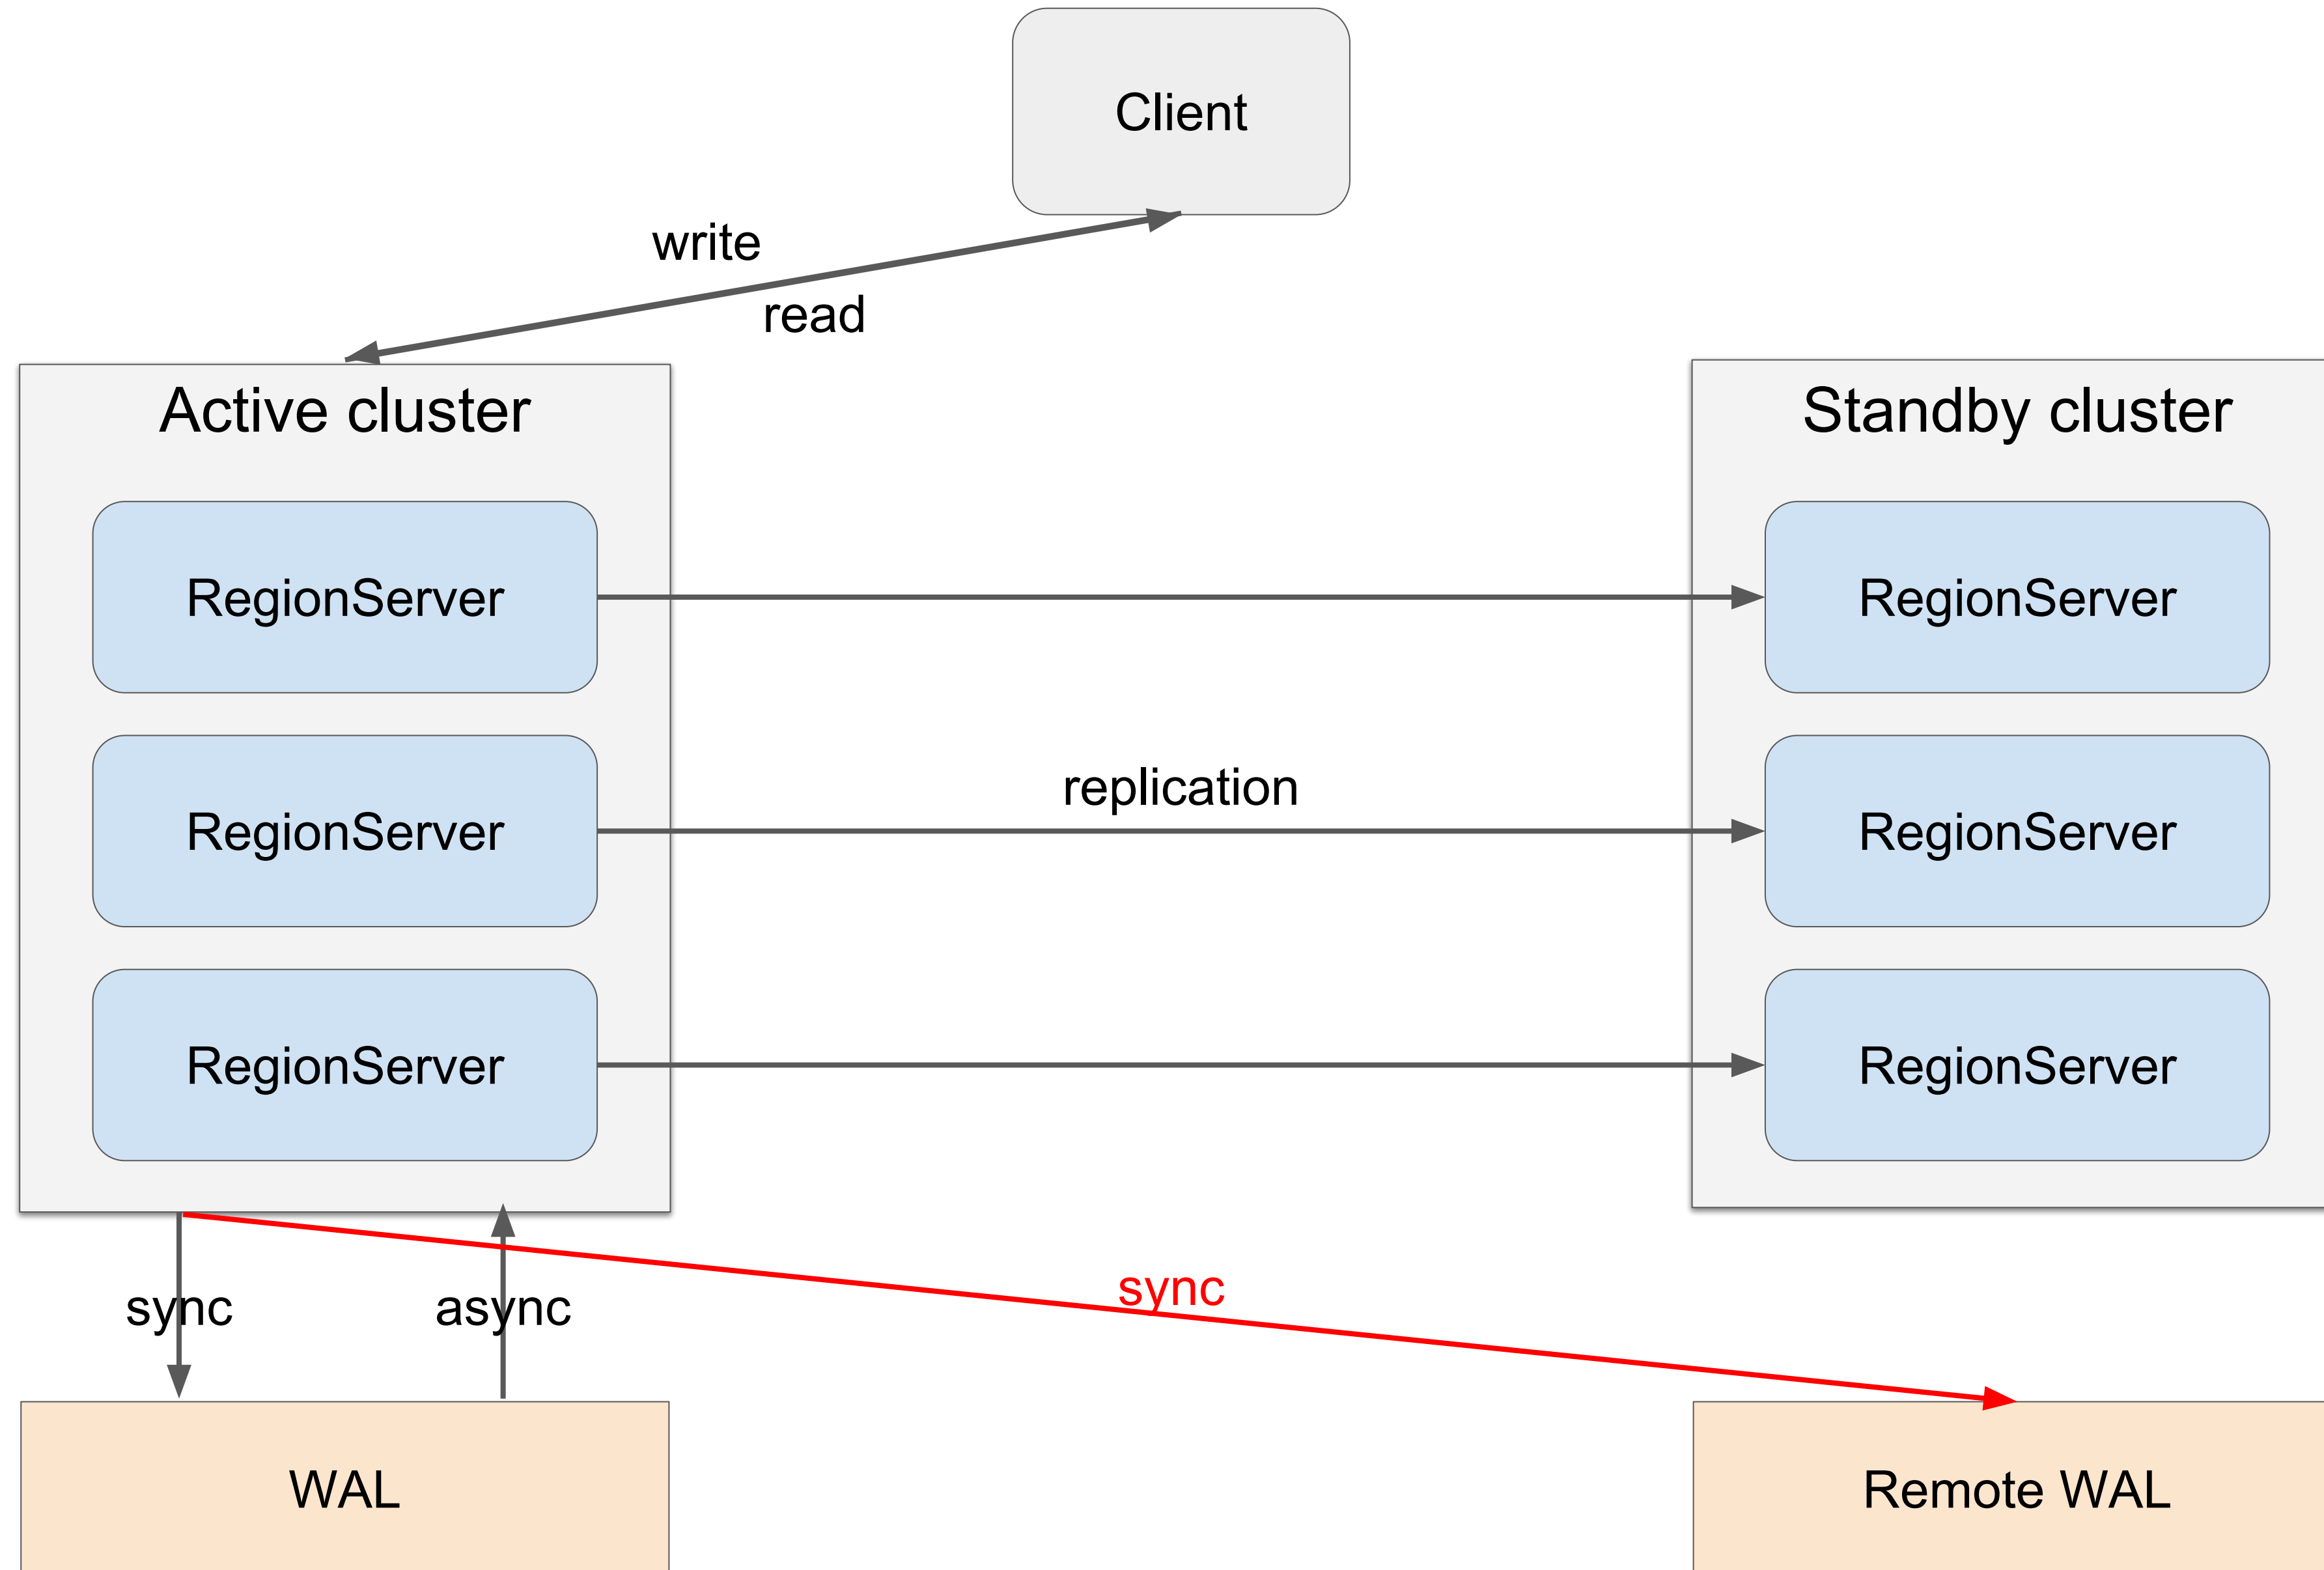 Client
write
read
Active cluster
Standby cluster
RegionServer
RegionServer
replication
RegionServer
RegionServer
RegionServer
RegionServer
sync
async
sync
WAL
Remote WAL